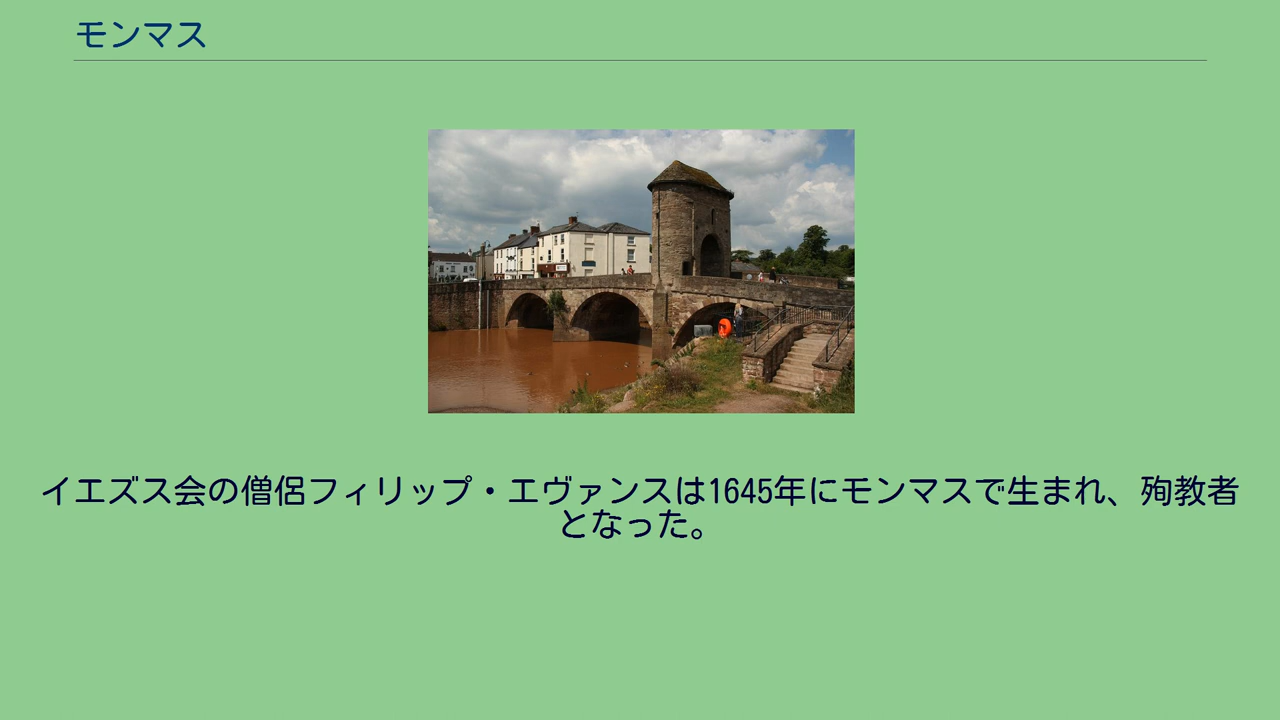 モンマス
イエズス会の僧侶フィリップ・エヴァンスは1645年にモンマスで生まれ、殉教者
となった。